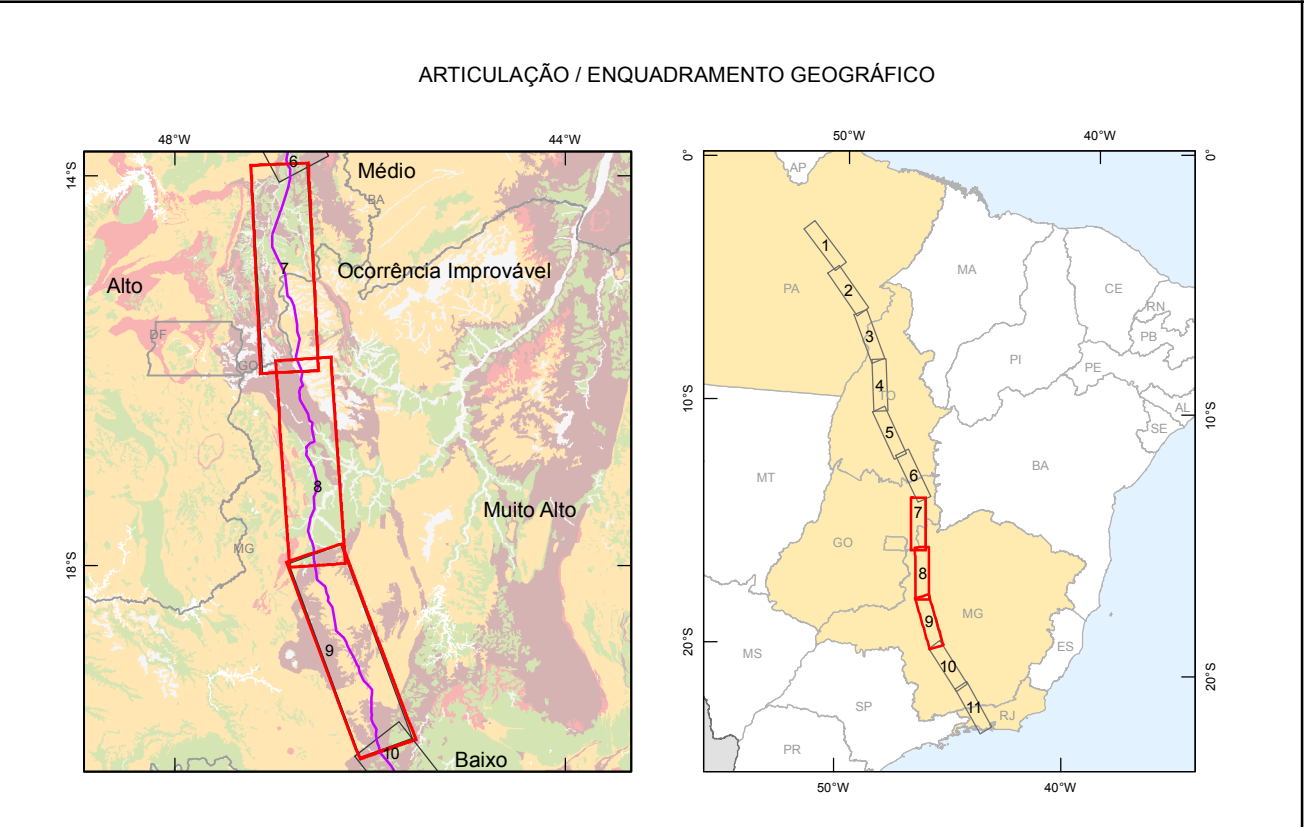 ARTICULAÇÃO / ENQUADRAMENTO GEOGRÁFICO
48°W
44°W
14°S
18°S
6
Médio
BA
7
Ocorrência Improvável
Alto
DF
GO
8
Muito Alto
MG
9
10
Baixo
50°W
40°W
0°
0°
AP
1
PA
2
MA
CE
RN
PB
3
PI
PE
4
TO
AL
10°S
10°S
SE
5
BA
6
MT
7
GO
8
MG
9
ES
20°S
20°S
MS
10
SP
11
RJ
PR
50°W
40°W